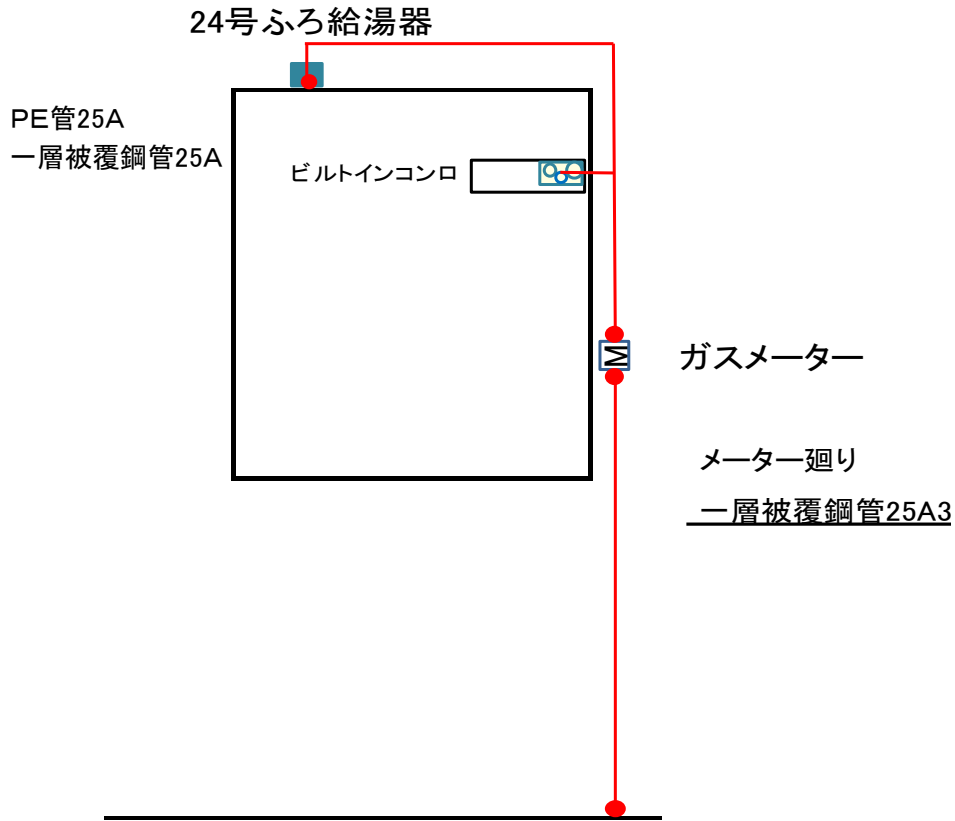 24号ふろ給湯器
PE管25A
一層被覆鋼管25A
ビルトインコンロ
M
ガスメーター
メーター廻り
一層被覆鋼管25A3